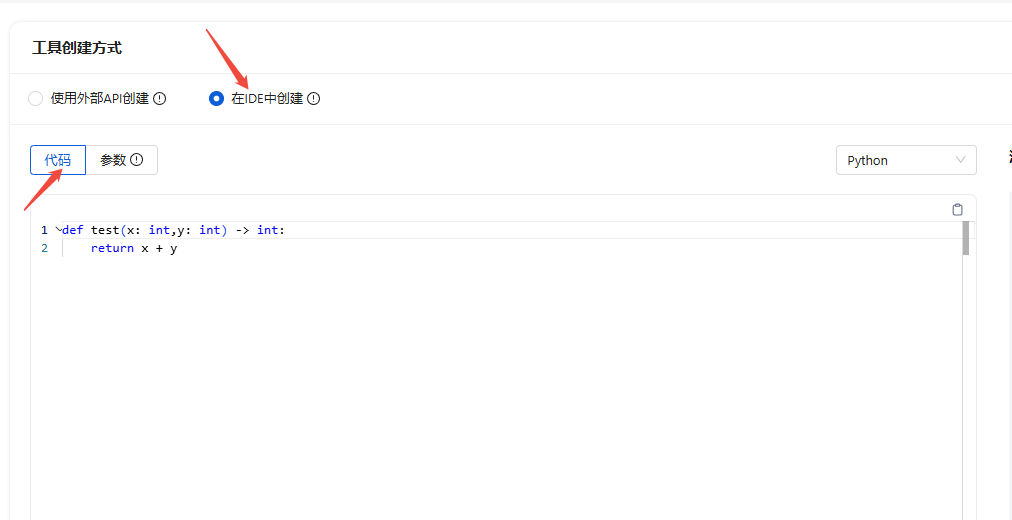 工具创建方式
使用外部API创建 在IDE中创建
代码 参数 Python
1 def test(x: int,y: int) -> int:
2 return x + y